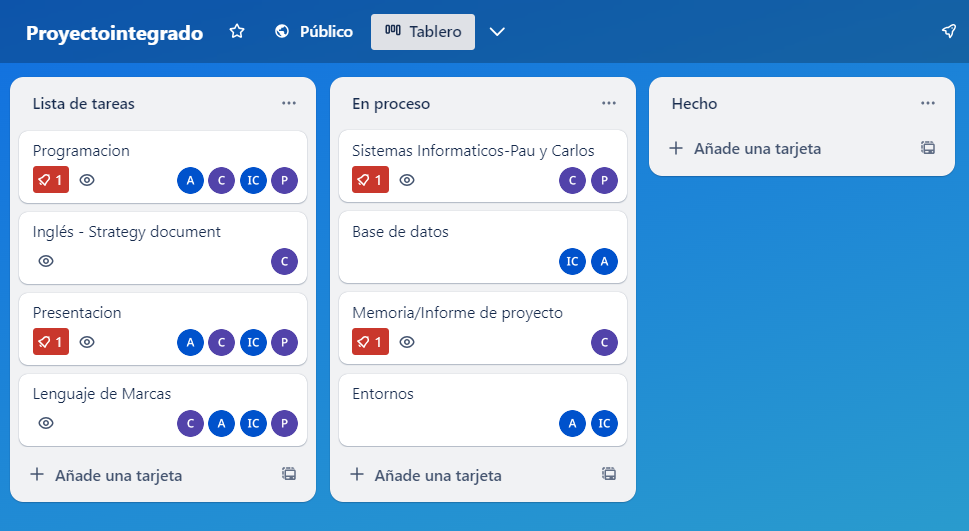 Proyectointegrado Público Tablero
Lista de tareas
Programacion
1 A C IC P
Inglés - Strategy document
C
Presentacion
1 A C IC P
Lenguaje de Marcas
C A IC P
+ Añade una tarjeta
En proceso
Sistemas Informaticos-Pau y Carlos
1 C P
Base de datos
IC A
Memoria/Informe de proyecto
1 C
Entornos
A IC
+ Añade una tarjeta
Hecho
+ Añade una tarjeta